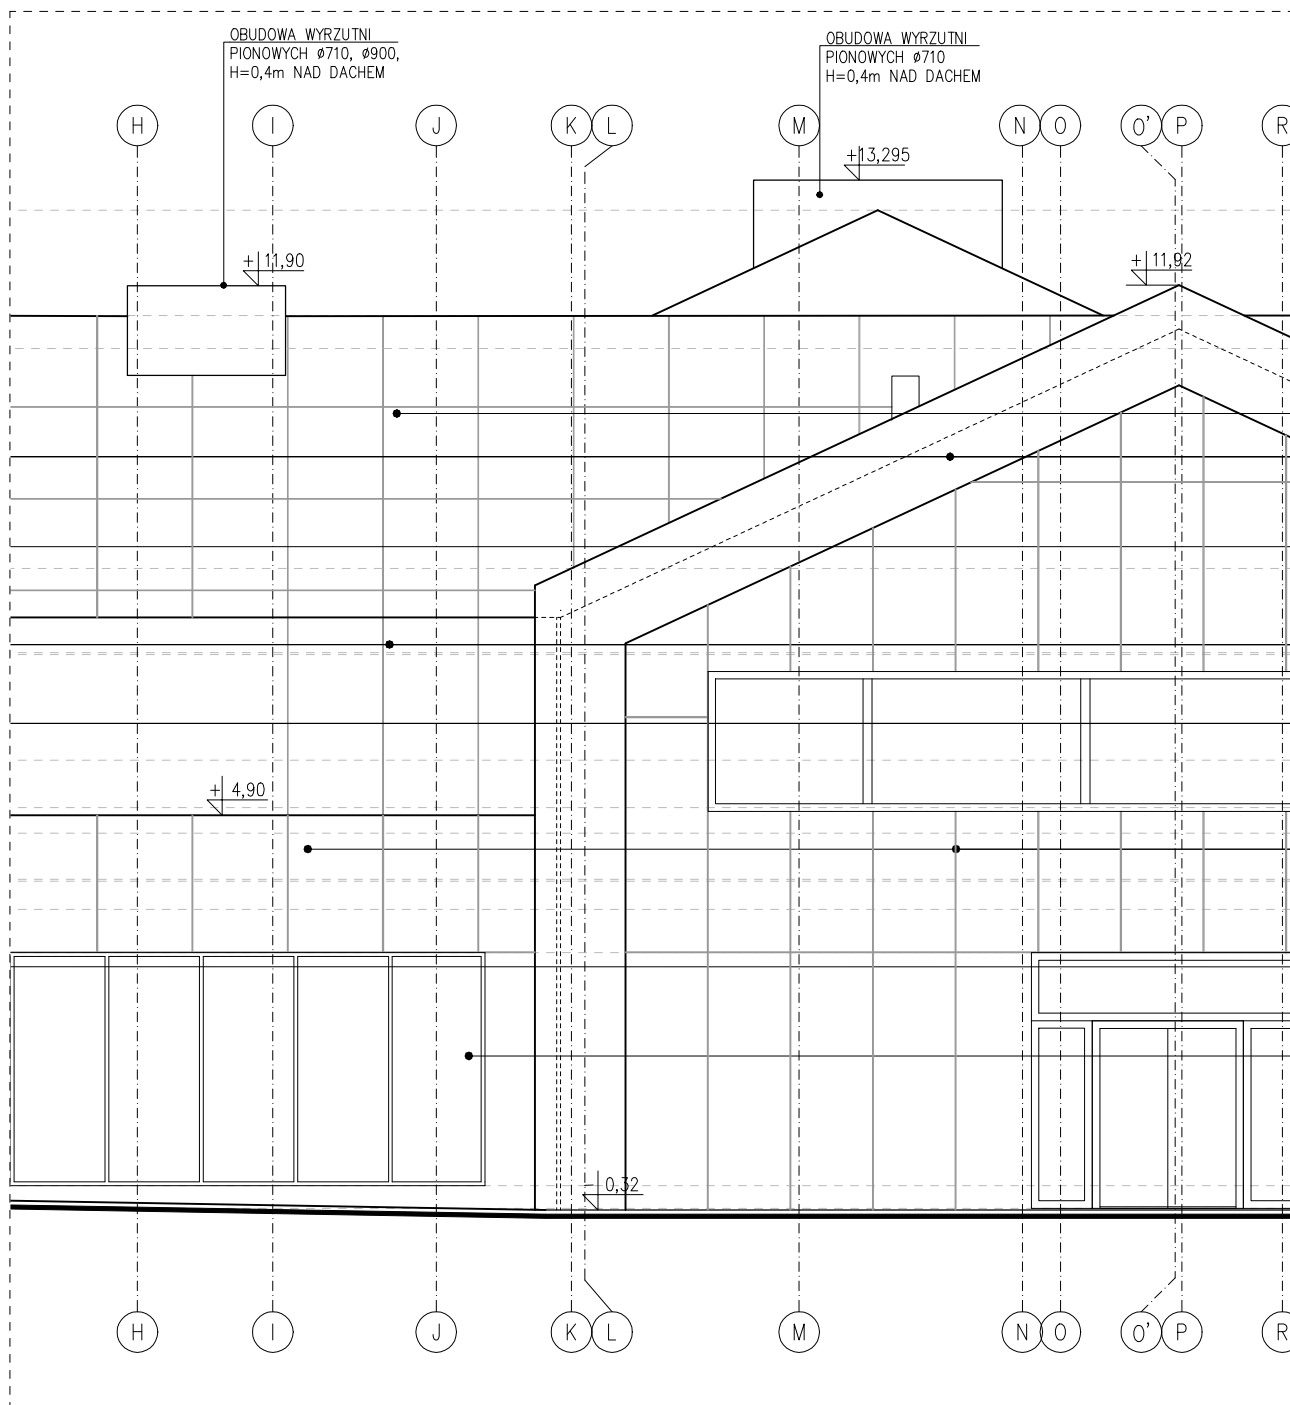 OBUDOWA WYRZUTNI
PIONOWYCH ø710, ø900,
H=0,4m NAD DACHEM
OBUDOWA WYRZUTNI
PIONOWYCH ø710
H=0,4m NAD DACHEM
H I J K L M N O O' P R
+13,295
+ 11,90
+ 11,92
+ 4,90
- 0,32
H I J K L M N O O' P R